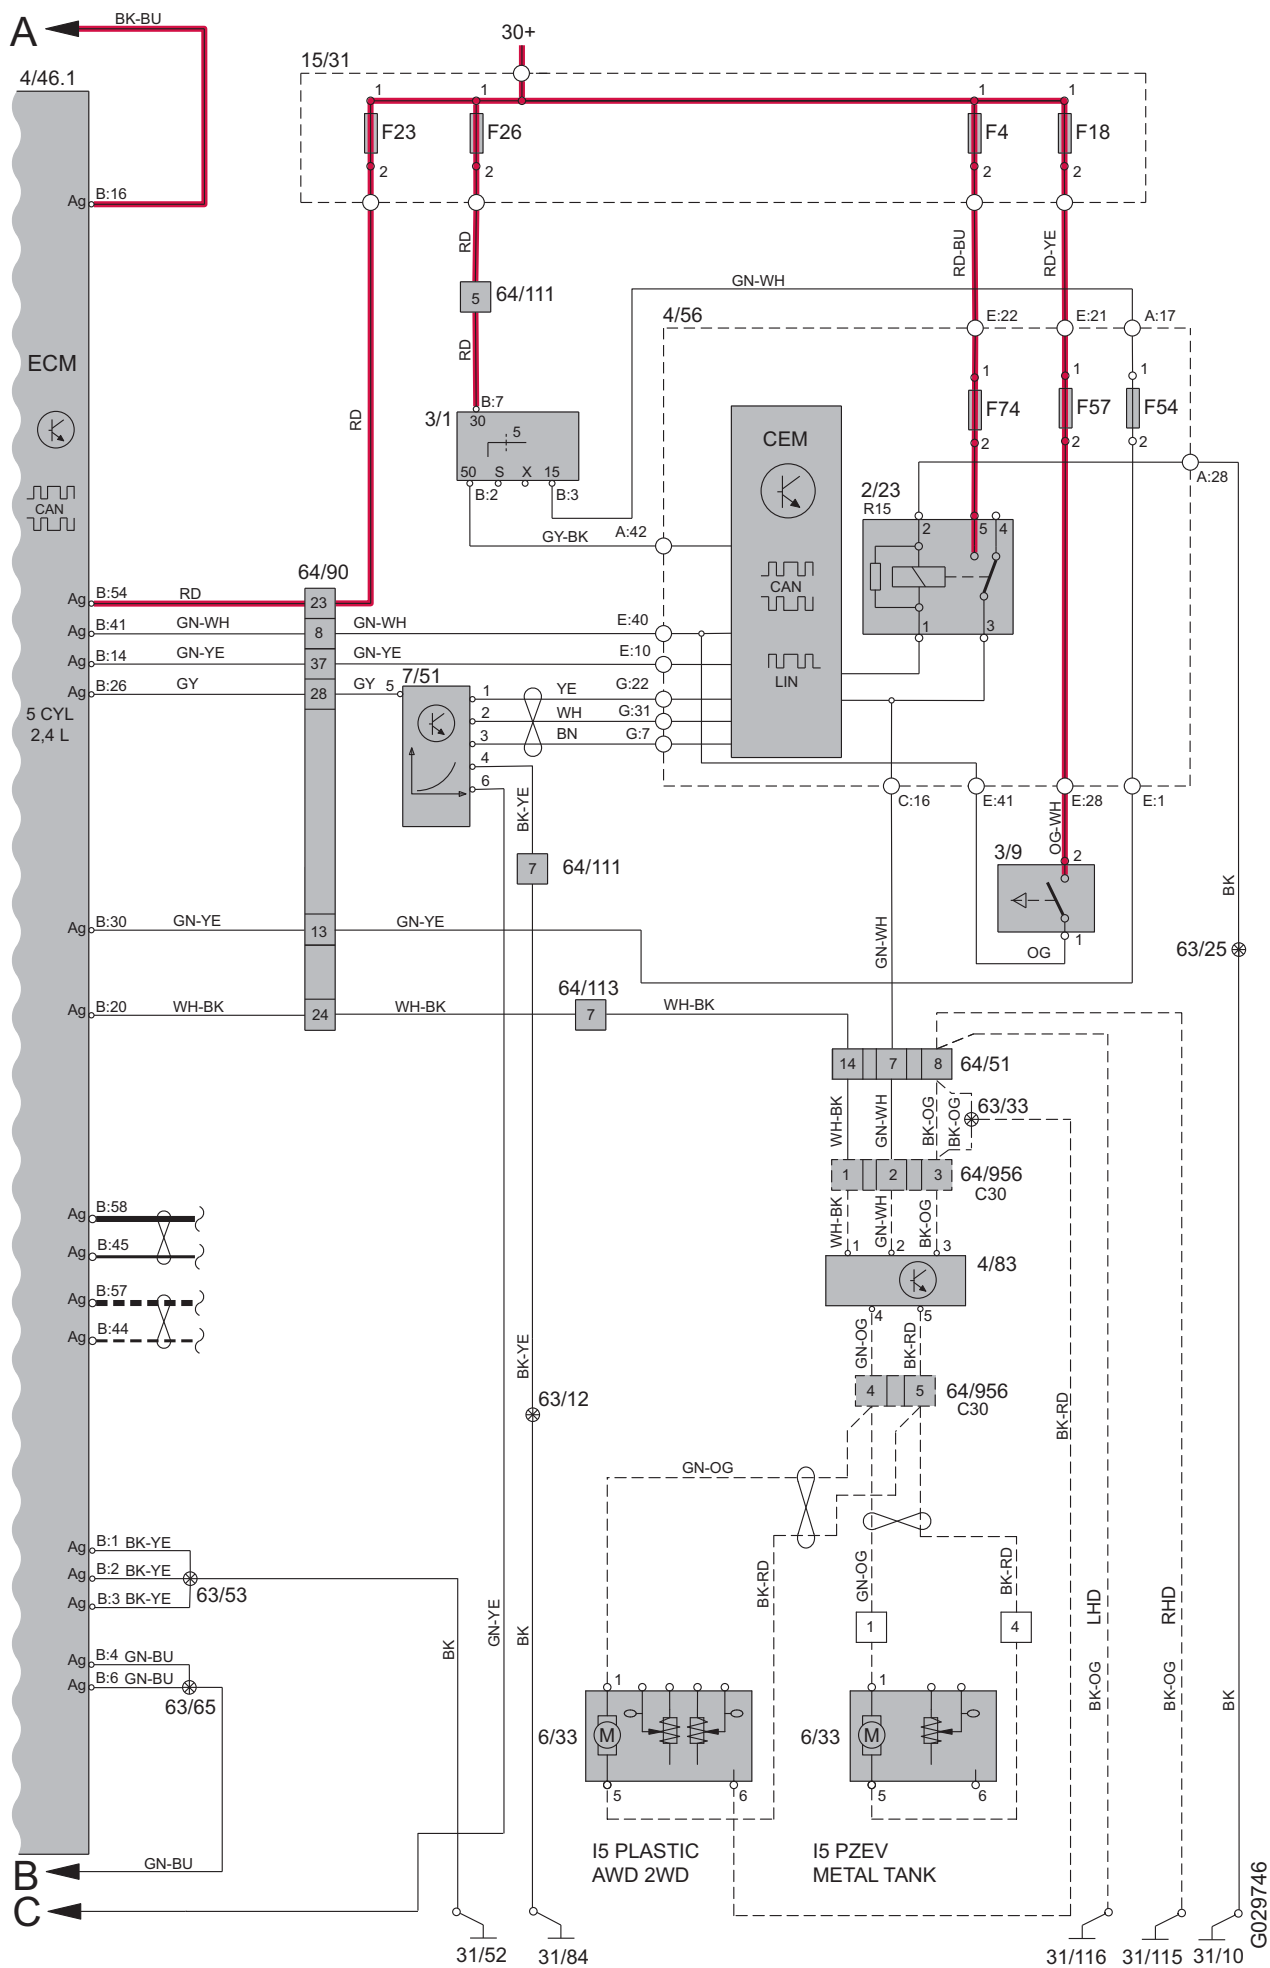 A
BK-BU
30+
4/46.1
15/31
1
1
1
1
F23
F26
F4
F18
2
2
2
2
Ag
B:16
RD
RD-BU
RD-YE
GN-WH
5
64/111
4/56
E:22
E:21
A:17
RD
ECM
1
1
1
B:7
3/1
30
5
F74
F57
F54
RD
CEM
2
2
2
50
S
X
15
A:28
B:2
B:3
2/23
R15
CAN
GY-BK
A:42
2
5
4
64/90
CAN
Ag
B:54
RD
23
Ag
B:41
GN-WH
8
GN-WH
E:40
1
3
Ag
B:14
GN-YE
37
GN-YE
E:10
LIN
7/51
Ag
B:26
GY
28
GY
5
1
YE
G:22
5 CYL
2,4 L
2
WH
G:31
3
BN
G:7
4
6
C:16
E:41
E:28
E:1
BK-YE
OG-WH
3/9
2
7
64/111
BK
Ag
B:30
GN-YE
13
GN-YE
1
OG
GN-WH
63/25
64/113
Ag
B:20
WH-BK
24
WH-BK
7
WH-BK
14
7
8
64/51
WH-BK
GN-WH
BK-OG
BK-OG
63/33
1
2
3
64/956
C30
Ag
B:58
WH-BK
GN-WH
BK-OG
Ag
B:45
1
2
3
4/83
Ag
B:57
4
5
Ag
B:44
GN-OG
BK-RD
BK-YE
4
5
64/956
C30
63/12
BK-RD
GN-OG
Ag
B:1
BK-YE
Ag
B:2
BK-YE
Ag
B:3
BK-YE
63/53
BK-RD
GN-OG
BK-RD
LHD
RHD
GN-YE
1
4
BK
BK
Ag
B:4
GN-BU
Ag
B:6
GN-BU
63/65
1
1
BK-OG
BK-OG
BK
6/33
M
6/33
M
5
6
5
6
I5 PLASTIC
AWD 2WD
I5 PZEV
METAL TANK
B
GN-BU
C
31/52
31/84
31/116
31/115
31/10
G029746